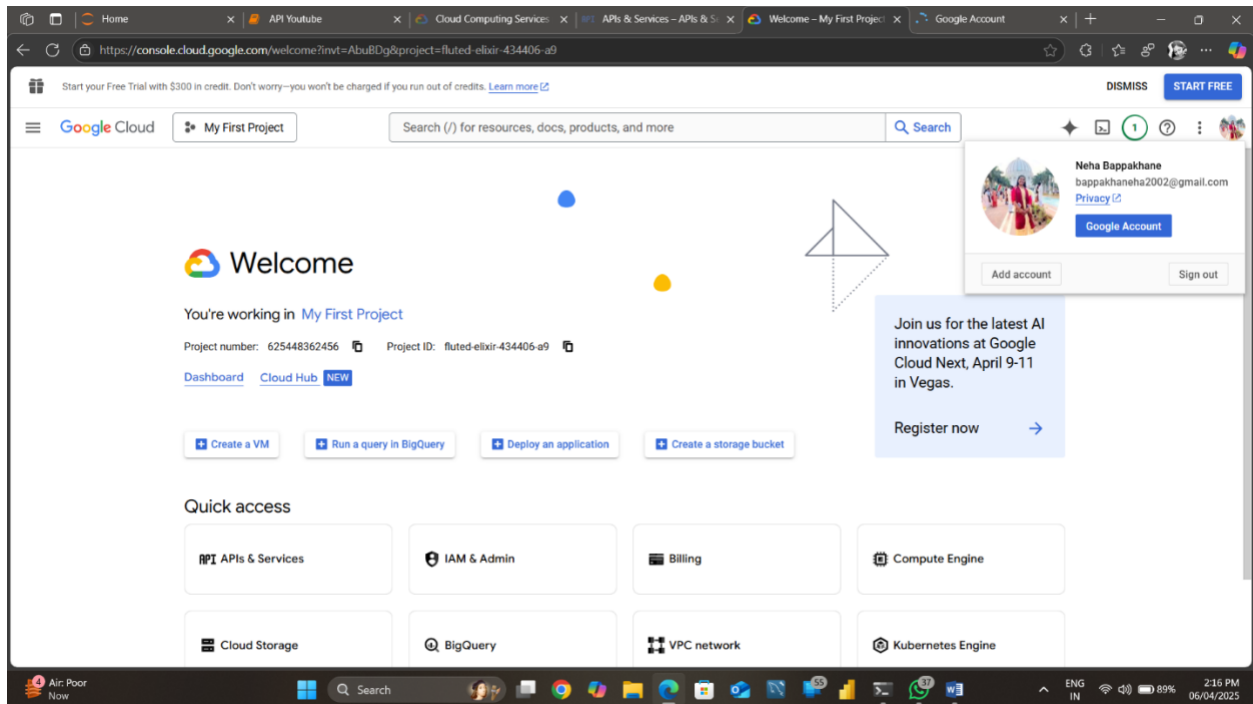 Home
API Youtube
Cloud Computing Services
APIs & Services – APIs & Se
Welcome – My First Project
Google Account
https://console.cloud.google.com/welcome?invt=AbuBDg&project=fluted-elixir-434406-a9
Start your Free Trial with $300 in credit. Don't worry—you won't be charged if you run out of credits. Learn more
DISMISS
START FREE
Google Cloud
My First Project
Search (/) for resources, docs, products, and more
Search
1
Neha Bappakhane
bappakhaneha2002@gmail.com
Privacy
Google Account
Add account
Sign out
Welcome
You're working in My First Project
Project number: 625448362456
Project ID: fluted-elixir-434406-a9
Dashboard
Cloud Hub NEW
Join us for the latest AI
innovations at Google
Cloud Next, April 9-11
in Vegas.
Register now
Create a VM
Run a query in BigQuery
Deploy an application
Create a storage bucket
Quick access
API APIs & Services
IAM & Admin
Billing
Compute Engine
Cloud Storage
BigQuery
VPC network
Kubernetes Engine
4
Air: Poor
Now
Search
55
37
ENG
IN
89%
2:16 PM
06/04/2025